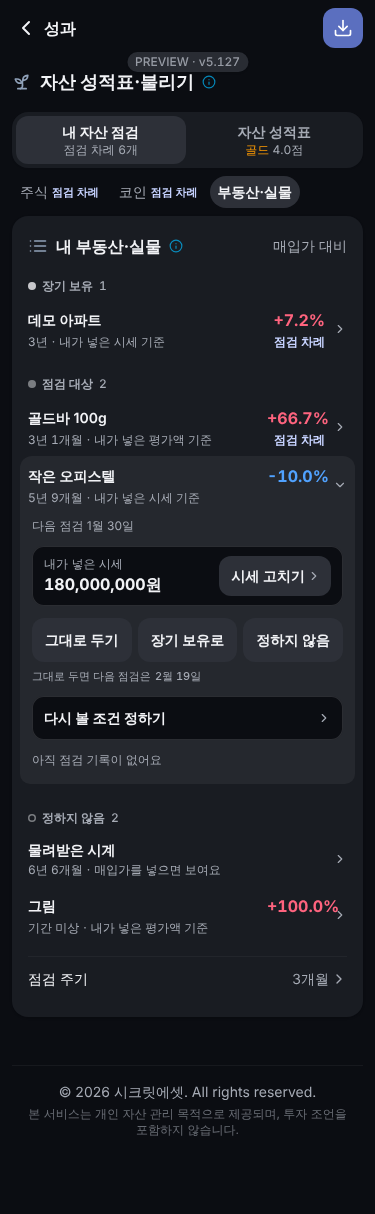 성과
PREVIEW · v5.127
자산 성적표·불리기
내 자산 점검
점검 차례 6개
자산 성적표
골드 4.0점
주식 점검 차례
코인 점검 차례
부동산·실물
내 부동산·실물
매입가 대비
장기 보유 1
데모 아파트
+7.2%
3년 · 내가 넣은 시세 기준
점검 차례
점검 대상 2
골드바 100g
+66.7%
3년 1개월 · 내가 넣은 평가액 기준
점검 차례
작은 오피스텔
-10.0%
5년 9개월 · 내가 넣은 시세 기준
다음 점검 1월 30일
내가 넣은 시세
180,000,000원
시세 고치기
그대로 두기
장기 보유로
정하지 않음
그대로 두면 다음 점검은 2월 19일
다시 볼 조건 정하기
아직 점검 기록이 없어요
정하지 않음 2
물려받은 시계
6년 6개월 · 매입가를 넣으면 보여요
그림
+100.0%
기간 미상 · 내가 넣은 평가액 기준
점검 주기
3개월
© 2026 시크릿에셋. All rights reserved.
본 서비스는 개인 자산 관리 목적으로 제공되며, 투자 조언을
포함하지 않습니다.